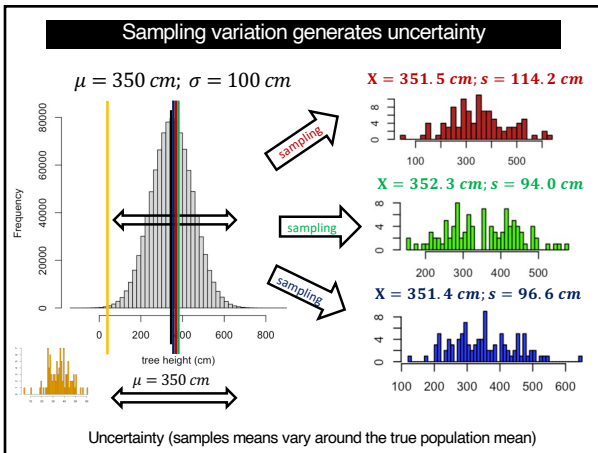 Sampling variation generates uncertainty
μ = 350 cm; σ = 100 cm
Frequency
0 20000 40000 60000 80000
0 200 400 600 800
tree height (cm)
μ = 350 cm
sampling
sampling
sampling
X = 351.5 cm; s = 114.2 cm
0 4 8
100 300 500
X = 352.3 cm; s = 94.0 cm
0 2 4 6 8
200 300 400 500
X = 351.4 cm; s = 96.6 cm
0 4 8
100 200 300 400 500 600
Uncertainty (samples means vary around the true population mean)